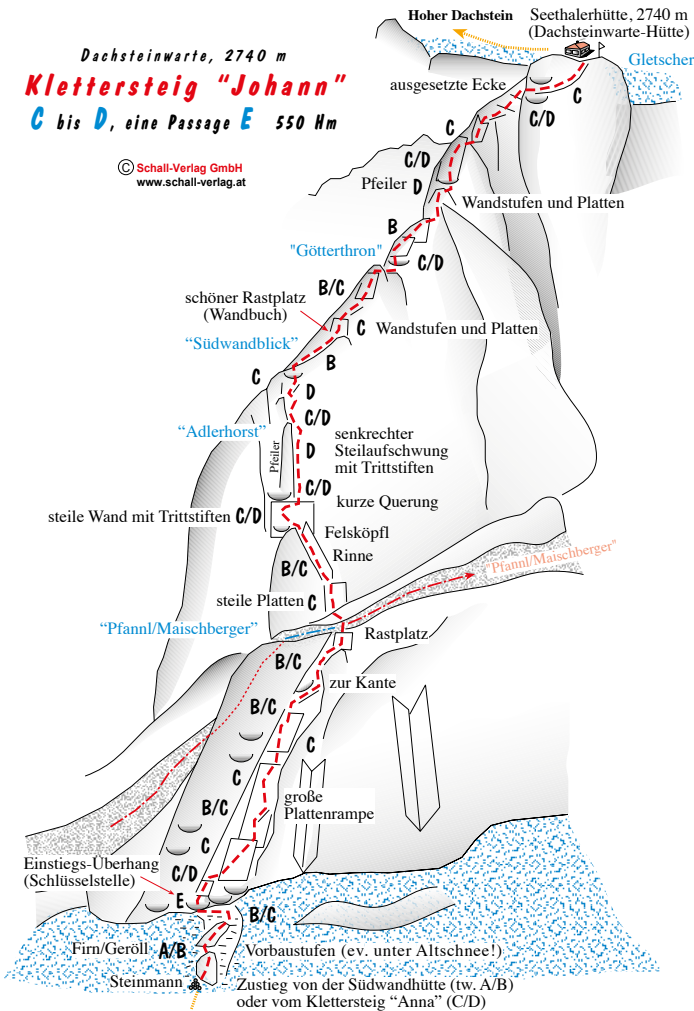 Hoher Dachstein
Seethalerhütte, 2740 m
(Dachsteinwarte-Hütte)
Dachsteinwarte, 2740 m
Klettersteig "Johann"
C bis D, eine Passage E 550 Hm
© Schall-Verlag GmbH
www.schall-verlag.at
Gletscher
ausgesetzte Ecke
C
C/D
C
C/D
Pfeiler D
Wandstufen und Platten
B
"Götterthron"
C/D
B/C
schöner Rastplatz
(Wandbuch)
C
Wandstufen und Platten
“Südwandblick”
B
C
D
C/D
“Adlerhorst”
Pfeiler
D
senkrechter
Steilaufschwung
mit Trittstiften
C/D
kurze Querung
steile Wand mit Trittstiften C/D
Felsköpfl
Rinne
B/C
"Pfannl/Maischberger"
steile Platten C
“Pfannl/Maischberger”
Rastplatz
B/C
zur Kante
B/C
C
C
B/C
große
Plattenrampe
C
Einstiegs-Überhang
(Schlüsselstelle)
C/D
E
B/C
Firn/Geröll A/B
Vorbaustufen (ev. unter Altschnee!)
Steinmann
Zustieg von der Südwandhütte (tw. A/B)
oder vom Klettersteig “Anna” (C/D)